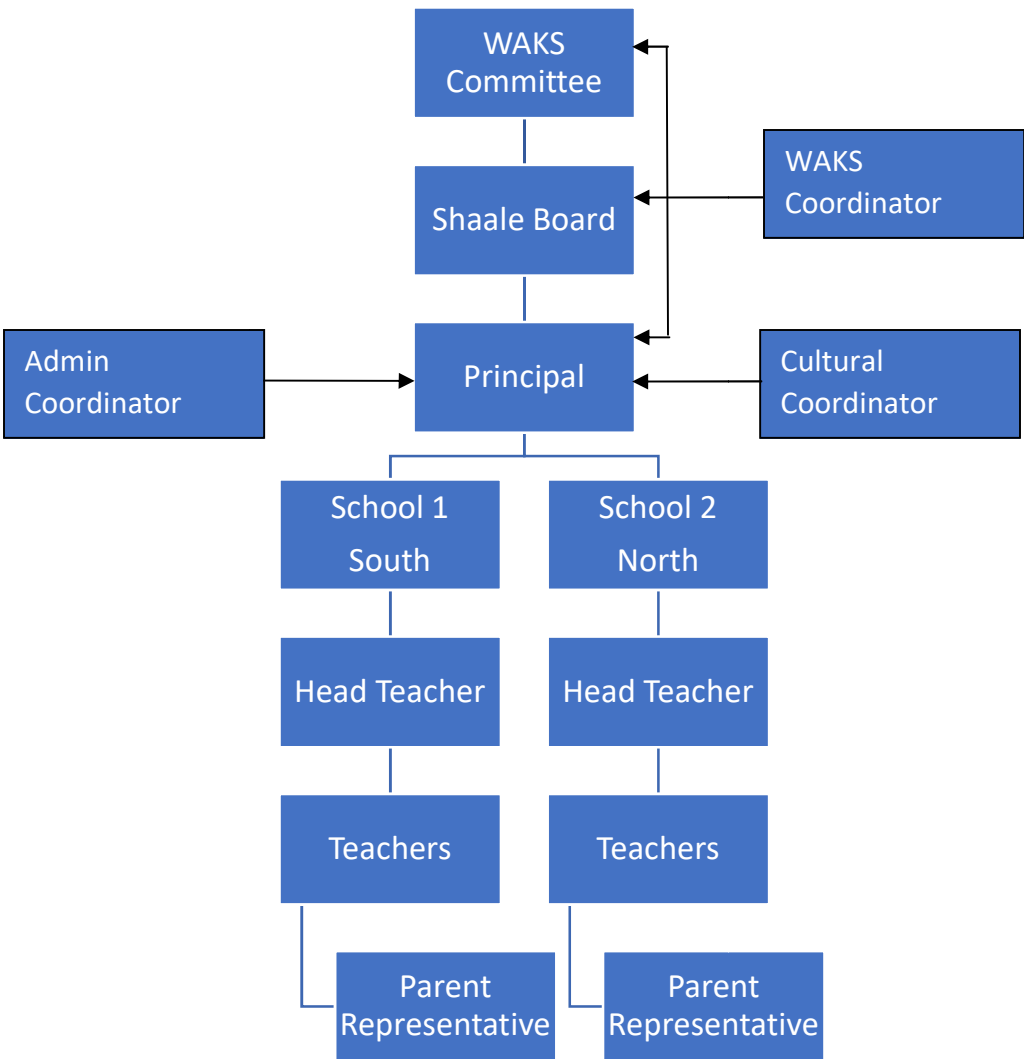 WAKS
Committee
WAKS
Coordinator
Shaale Board
Admin
Coordinator
Principal
Cultural
Coordinator
School 1
South
School 2
North
Head Teacher
Head Teacher
Teachers
Teachers
Parent
Representative
Parent
Representative